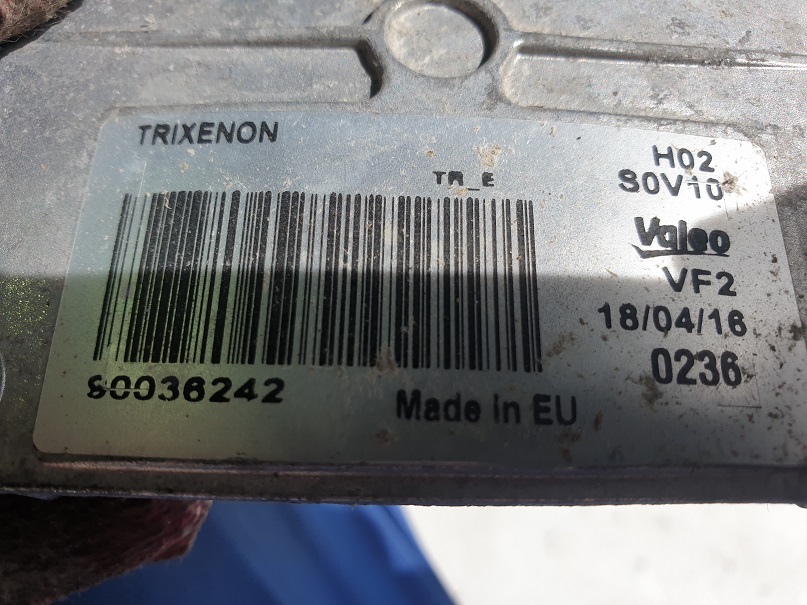 TRIXENON
TR_E
H02
S0V10
Valeo
VF2
18/04/16
0236
90036242
Made in EU